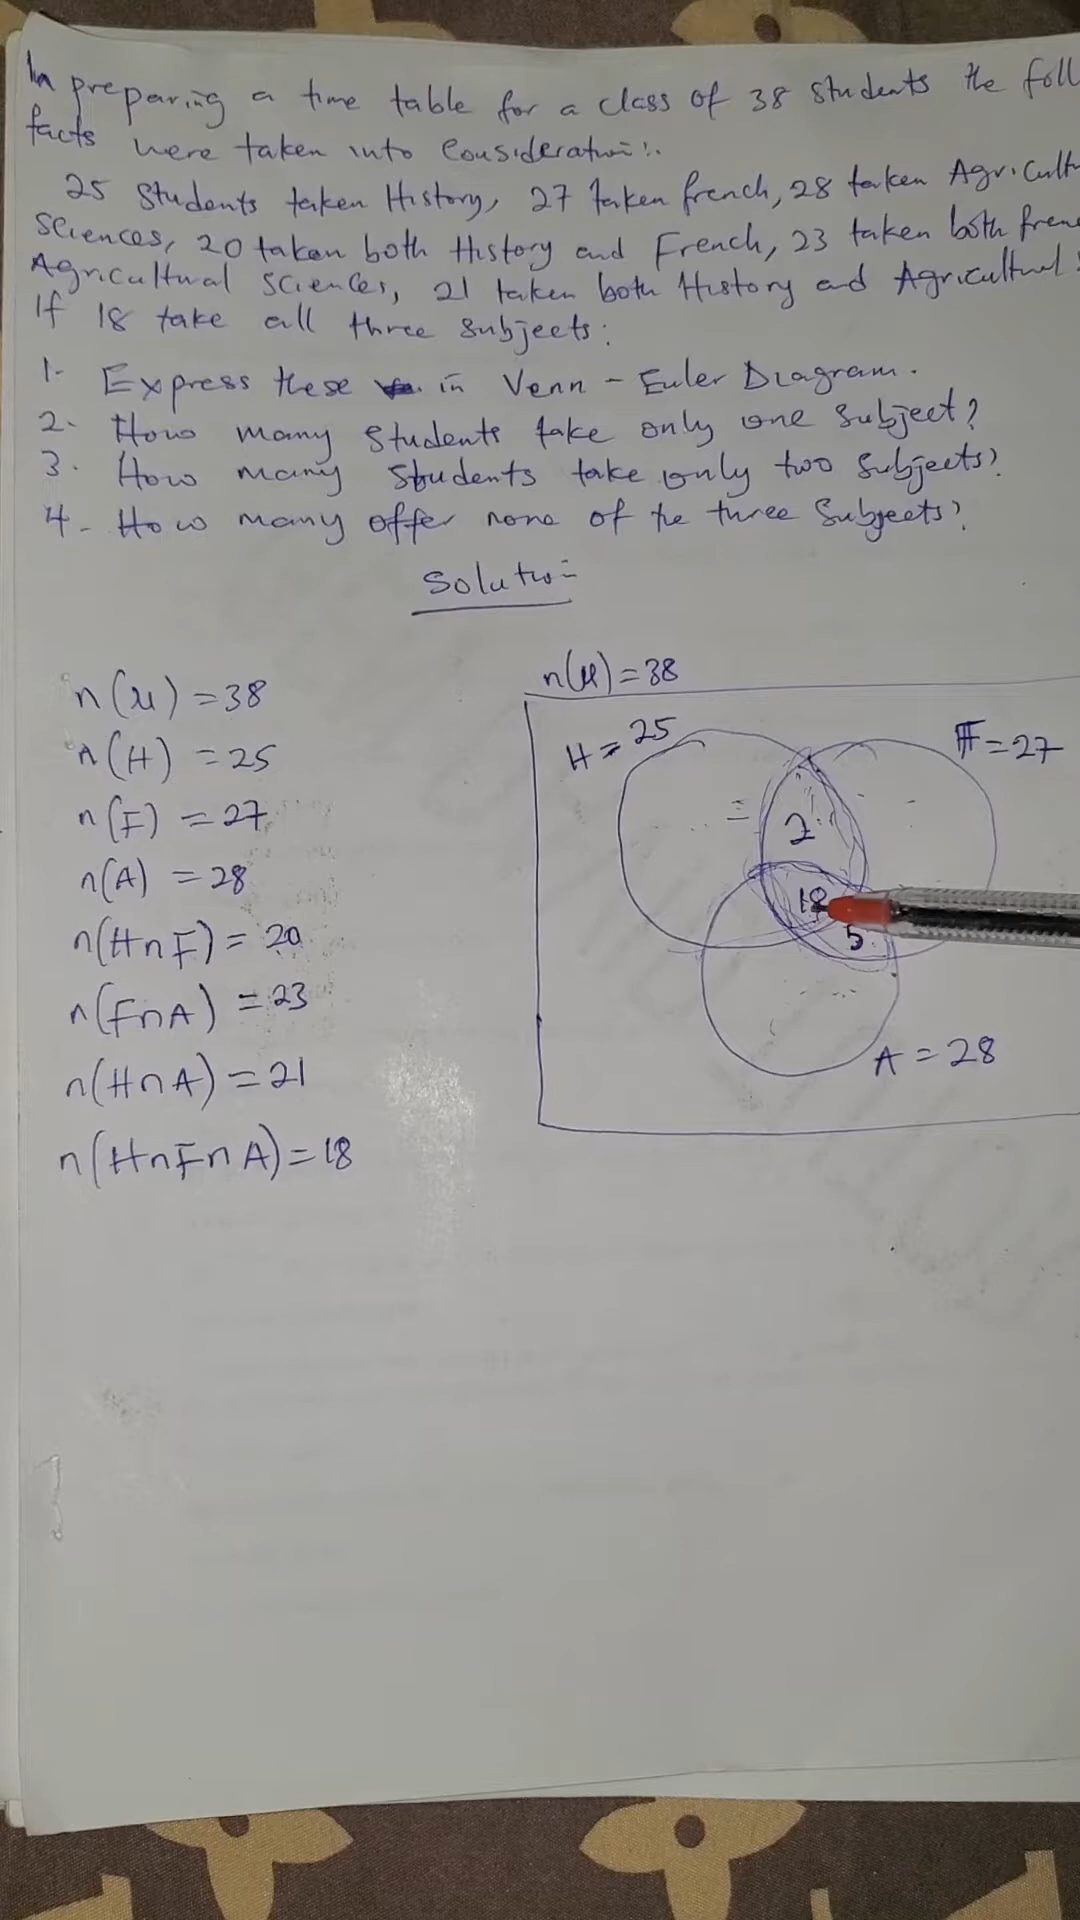 In preparing a time table for a class of 38 students the foll
facts were taken into Consideration:.
25 Students taken History, 27 taken french, 28 taken Agricult
Sciences, 20 taken both History and French, 23 taken both fren
Agricultural Sciences, 21 taken both History and Agricultural
If 18 take all three subjects:
1. Express these in Venn - Euler Diagram.
2. How many students take only one subject?
3. How many Students take only two subjects?
4- How many offer none of the three Subjects?
Solution
n(μ) = 38
n(H) = 25
n(F) = 27
n(A) = 28
n(H∩F) = 20
n(F∩A) = 23
n(H∩A) = 21
n(H∩F∩A) = 18
n(μ) = 38
H = 25
F = 27
2
18
5
A = 28